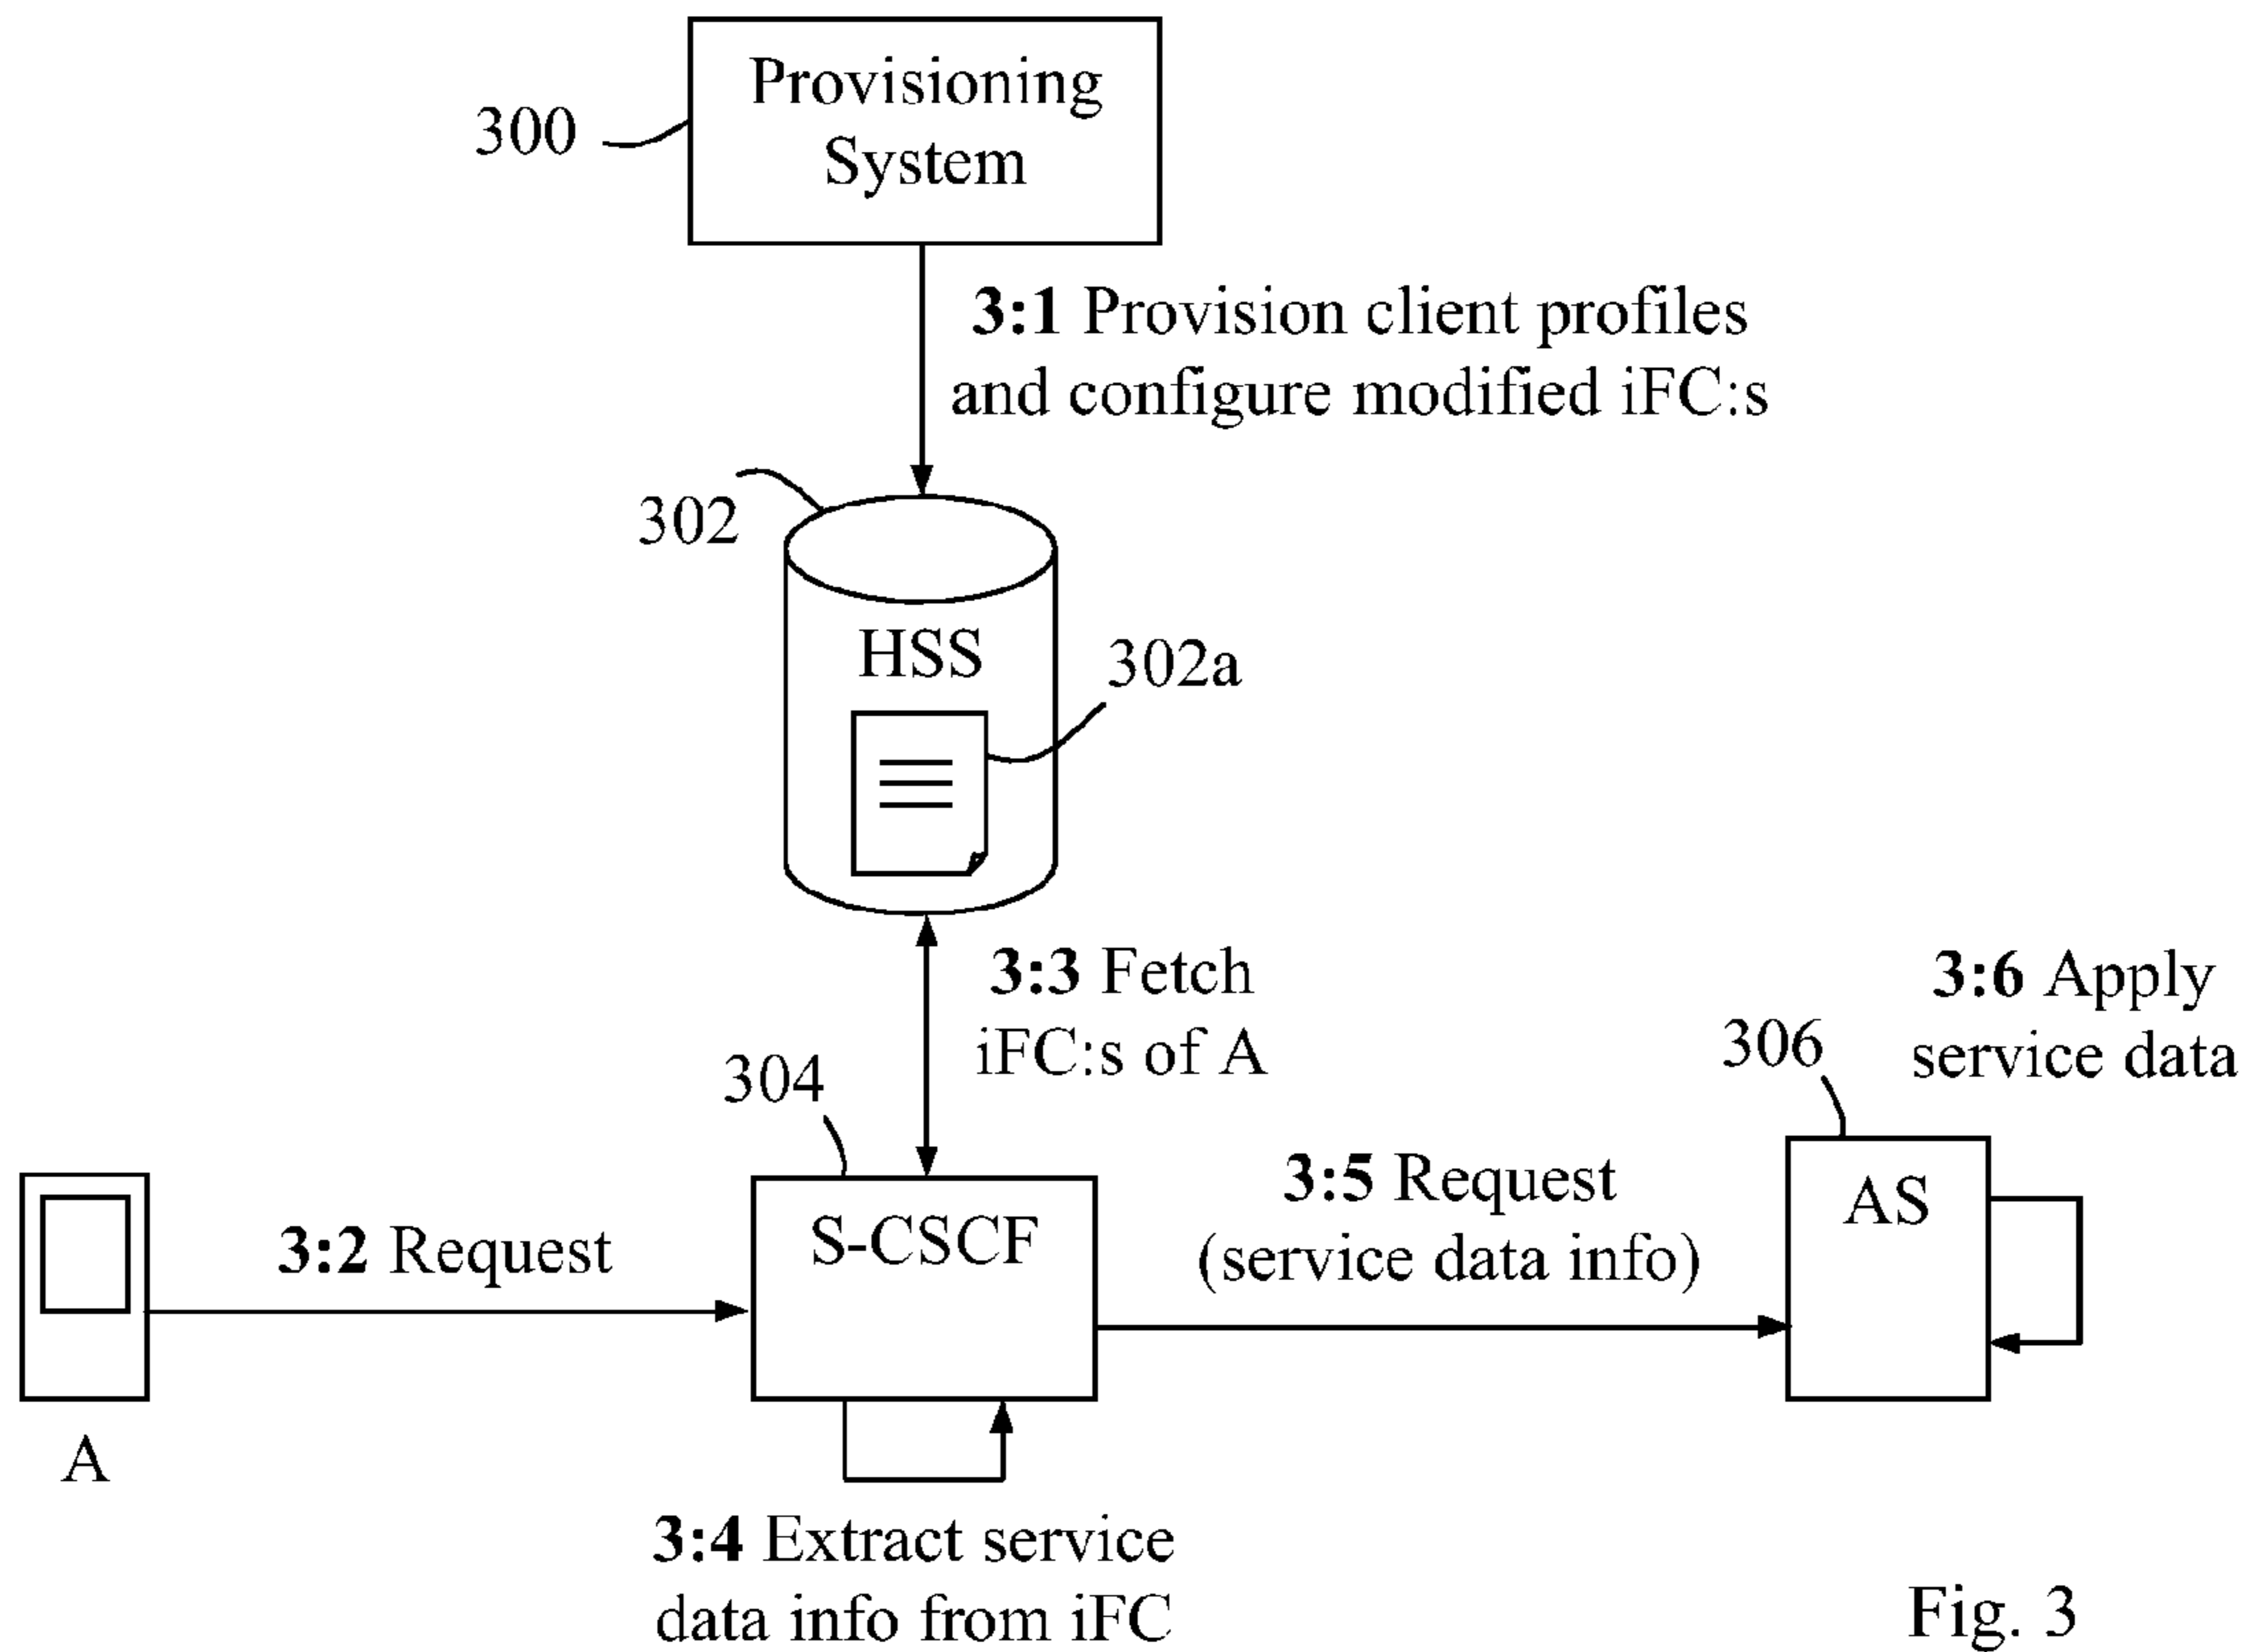 Provisioning
System
300
3:1 Provision client profiles
and configure modified iFC:s
302
HSS
302a
3:3 Fetch
iFC:s of A
3:6 Apply
service data
304
306
3:2 Request
S-CSCF
3:5 Request
(service data info)
AS
A
3:4 Extract service
data info from iFC
Fig. 3